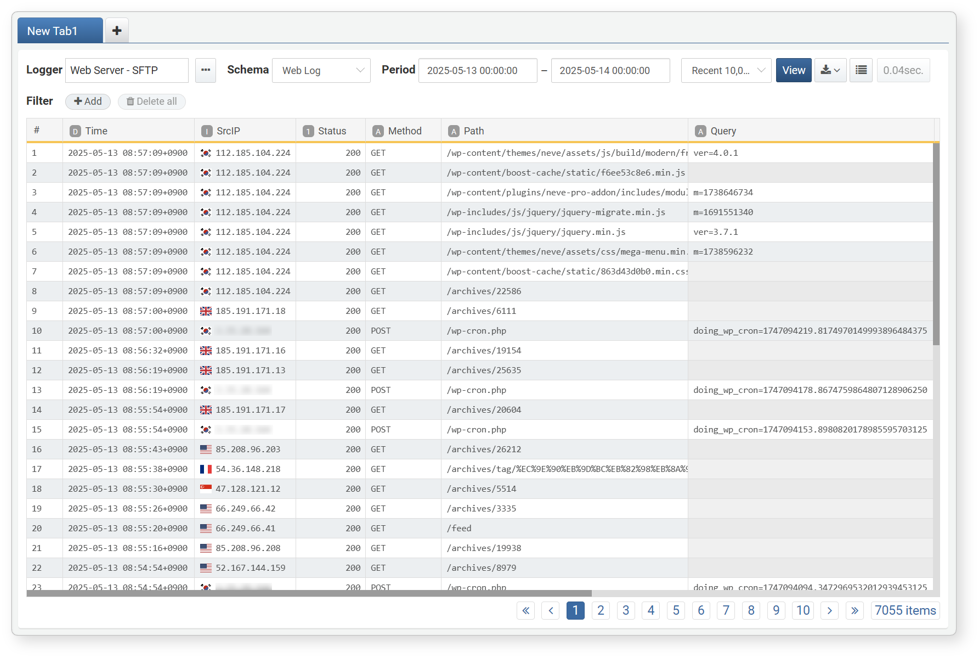 New Tab1 +
Logger Web Server - SFTP ... Schema Web Log Period 2025-05-13 00:00:00 – 2025-05-14 00:00:00 Recent 10,0... View 0.04sec.
Filter + Add Delete all
# D Time I SrcIP 1 Status A Method A Path A Query
1 2025-05-13 08:57:09+0900 112.185.104.224 200 GET /wp-content/themes/neve/assets/js/build/modern/fr ver=4.0.1
2 2025-05-13 08:57:09+0900 112.185.104.224 200 GET /wp-content/boost-cache/static/f6ee53c8e6.min.js
3 2025-05-13 08:57:09+0900 112.185.104.224 200 GET /wp-content/plugins/neve-pro-addon/includes/modul m=1738646734
4 2025-05-13 08:57:09+0900 112.185.104.224 200 GET /wp-includes/js/jquery/jquery-migrate.min.js m=1691551340
5 2025-05-13 08:57:09+0900 112.185.104.224 200 GET /wp-includes/js/jquery/jquery.min.js ver=3.7.1
6 2025-05-13 08:57:09+0900 112.185.104.224 200 GET /wp-content/themes/neve/assets/css/mega-menu.min. m=1738596232
7 2025-05-13 08:57:09+0900 112.185.104.224 200 GET /wp-content/boost-cache/static/863d43d0b0.min.css
8 2025-05-13 08:57:09+0900 112.185.104.224 200 GET /archives/22586
9 2025-05-13 08:57:00+0900 185.191.171.18 200 GET /archives/6111
10 2025-05-13 08:57:00+0900 200 POST /wp-cron.php doing_wp_cron=1747094219.8174970149993896484375
11 2025-05-13 08:56:32+0900 185.191.171.16 200 GET /archives/19154
12 2025-05-13 08:56:19+0900 185.191.171.13 200 GET /archives/25635
13 2025-05-13 08:56:19+0900 200 POST /wp-cron.php doing_wp_cron=1747094178.8674759864807128906250
14 2025-05-13 08:55:54+0900 185.191.171.17 200 GET /archives/20604
15 2025-05-13 08:55:54+0900 200 POST /wp-cron.php doing_wp_cron=1747094153.8980820178985595703125
16 2025-05-13 08:55:43+0900 85.208.96.203 200 GET /archives/26212
17 2025-05-13 08:55:38+0900 54.36.148.218 200 GET /archives/tag/%EC%9E%90%EB%9D%BC%EB%82%98%EB%8A%9
18 2025-05-13 08:55:30+0900 47.128.121.12 200 GET /archives/5514
19 2025-05-13 08:55:26+0900 66.249.66.42 200 GET /archives/3335
20 2025-05-13 08:55:20+0900 66.249.66.41 200 GET /feed
21 2025-05-13 08:55:16+0900 85.208.96.208 200 GET /archives/19938
22 2025-05-13 08:54:54+0900 52.167.144.159 200 GET /archives/8979
23 2025-05-13 08:54:54+0900 200 POST /wp-cron.php doing_wp_cron=1747094094.3472969532012939453125
« ‹ 1 2 3 4 5 6 7 8 9 10 › » 7055 items